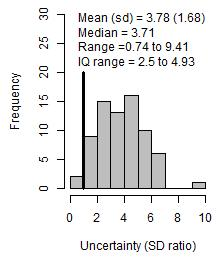 Mean (sd) = 3.78 (1.68)
Median = 3.71
Range =0.74 to 9.41
IQ range = 2.5 to 4.93
Frequency
30
25
20
15
10
5
0
0 2 4 6 8 10
Uncertainty (SD ratio)